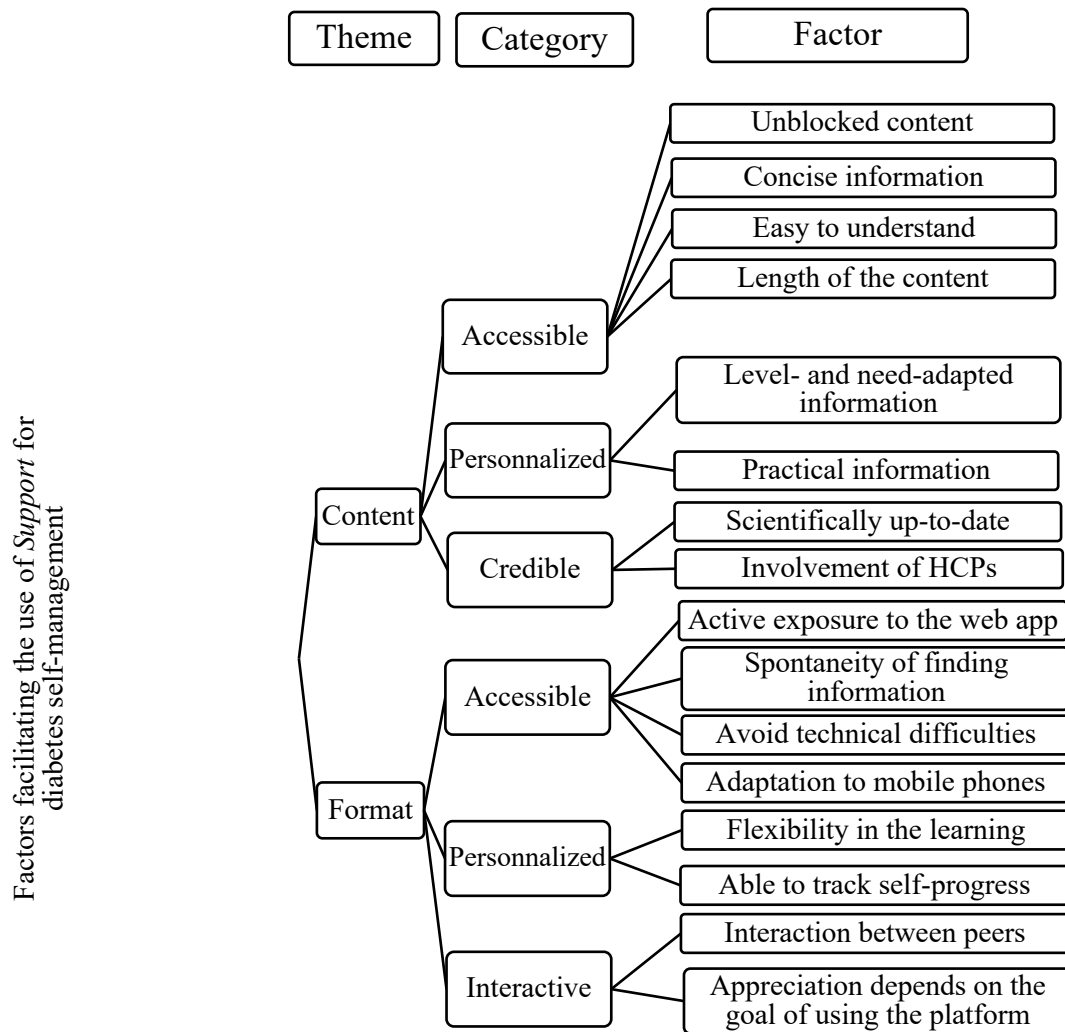 Theme
Category
Factor
Factors facilitating the use of Support for
diabetes self-management
Content
Accessible
Unblocked content
Concise information
Easy to understand
Length of the content
Personnalized
Level- and need-adapted
information
Practical information
Credible
Scientifically up-to-date
Involvement of HCPs
Format
Accessible
Active exposure to the web app
Spontaneity of finding
information
Avoid technical difficulties
Adaptation to mobile phones
Personnalized
Flexibility in the learning
Able to track self-progress
Interactive
Interaction between peers
Appreciation depends on the
goal of using the platform